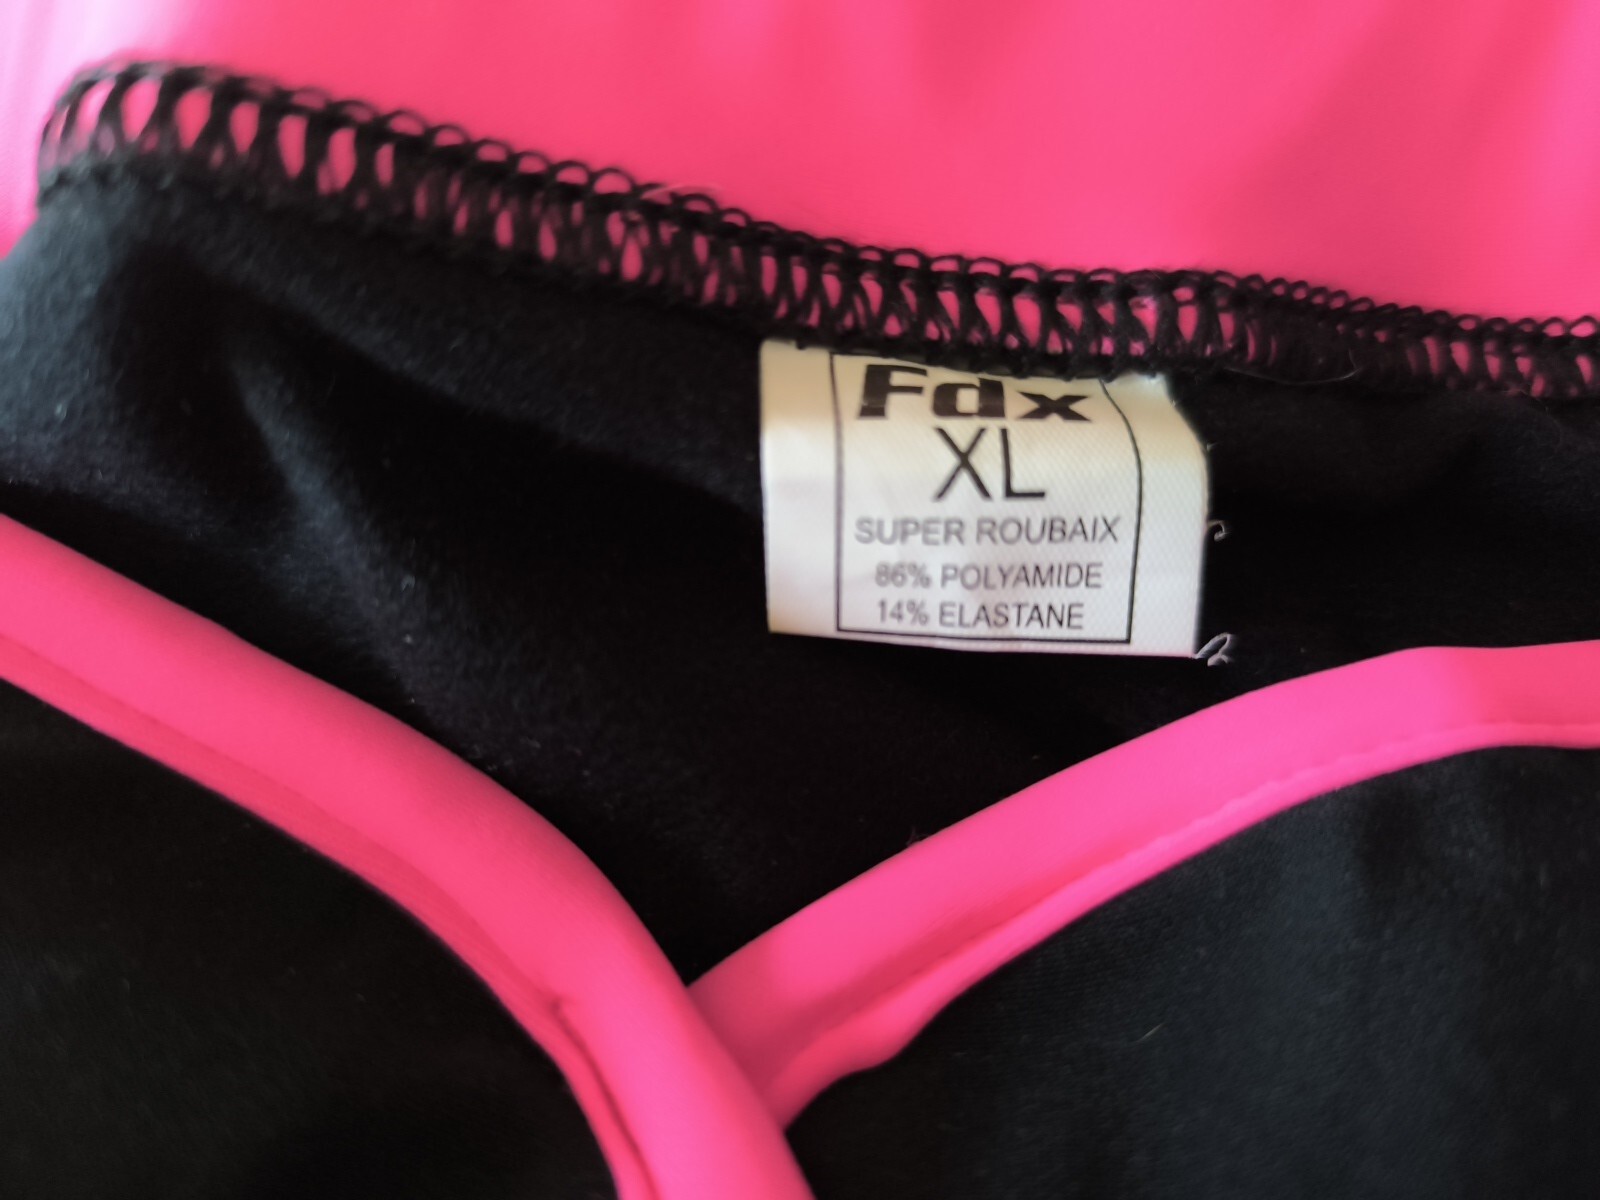 Fdx
XL
SUPER ROUBAIX
86% POLYAMIDE
14% ELASTANE